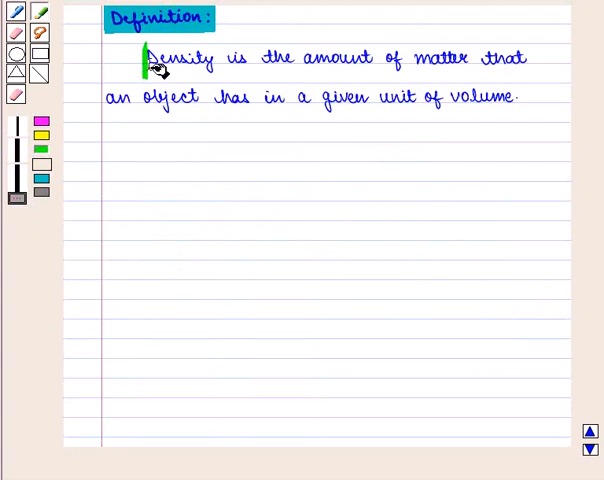 Definition:
Density is the amount of matter that
an object has in a given unit of volume.